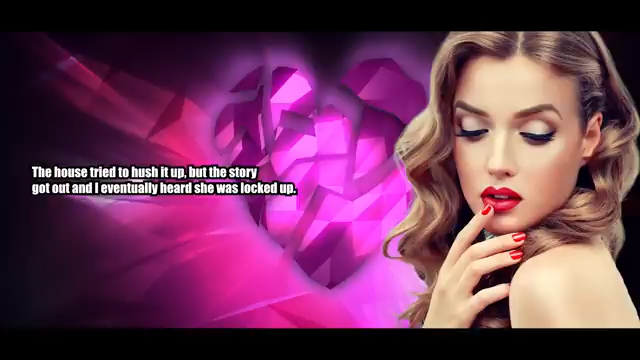 The house tried to hush it up, but the story
got out and I eventually heard she was locked up.